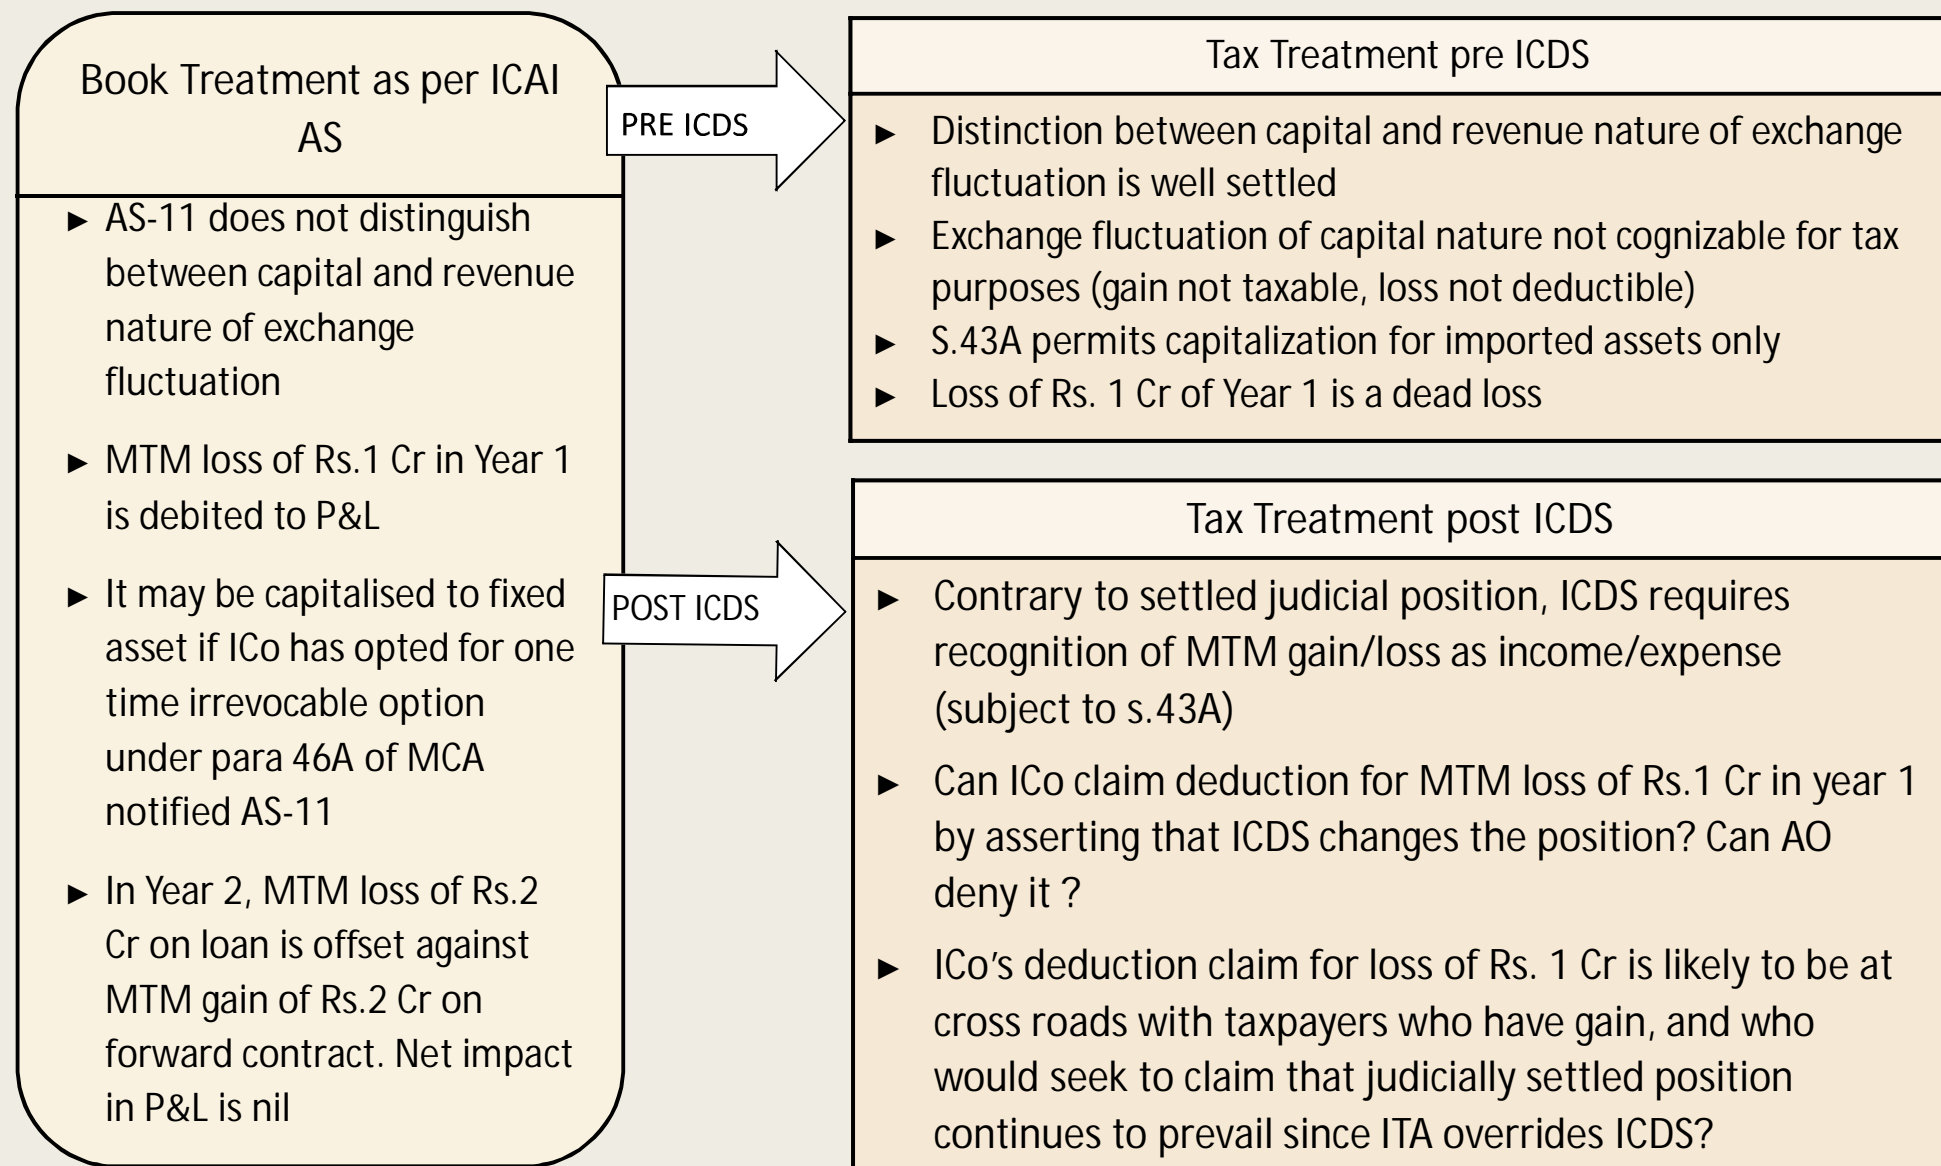 Book Treatment as per ICAI
AS
► AS-11 does not distinguish
between capital and revenue
nature of exchange
fluctuation
► MTM loss of Rs.1 Cr in Year 1
is debited to P&L
► It may be capitalised to fixed
asset if ICo has opted for one
time irrevocable option
under para 46A of MCA
notified AS-11
► In Year 2, MTM loss of Rs.2
Cr on loan is offset against
MTM gain of Rs.2 Cr on
forward contract. Net impact
in P&L is nil
PRE ICDS
Tax Treatment pre ICDS
► Distinction between capital and revenue nature of exchange
fluctuation is well settled
► Exchange fluctuation of capital nature not cognizable for tax
purposes (gain not taxable, loss not deductible)
► S.43A permits capitalization for imported assets only
► Loss of Rs. 1 Cr of Year 1 is a dead loss
POST ICDS
Tax Treatment post ICDS
► Contrary to settled judicial position, ICDS requires
recognition of MTM gain/loss as income/expense
(subject to s.43A)
► Can ICo claim deduction for MTM loss of Rs.1 Cr in year 1
by asserting that ICDS changes the position? Can AO
deny it ?
► ICo's deduction claim for loss of Rs. 1 Cr is likely to be at
cross roads with taxpayers who have gain, and who
would seek to claim that judicially settled position
continues to prevail since ITA overrides ICDS?